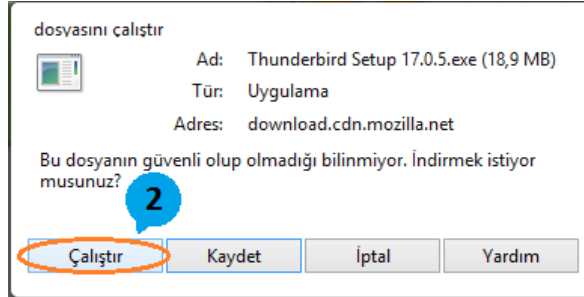 dosyasını çalıştır
Ad: Thunderbird Setup 17.0.5.exe (18,9 MB)
Tür: Uygulama
Adres: download.cdn.mozilla.net
Bu dosyanın güvenli olup olmadığı bilinmiyor. İndirmek istiyor
musunuz?
2
Çalıştır Kaydet İptal Yardım